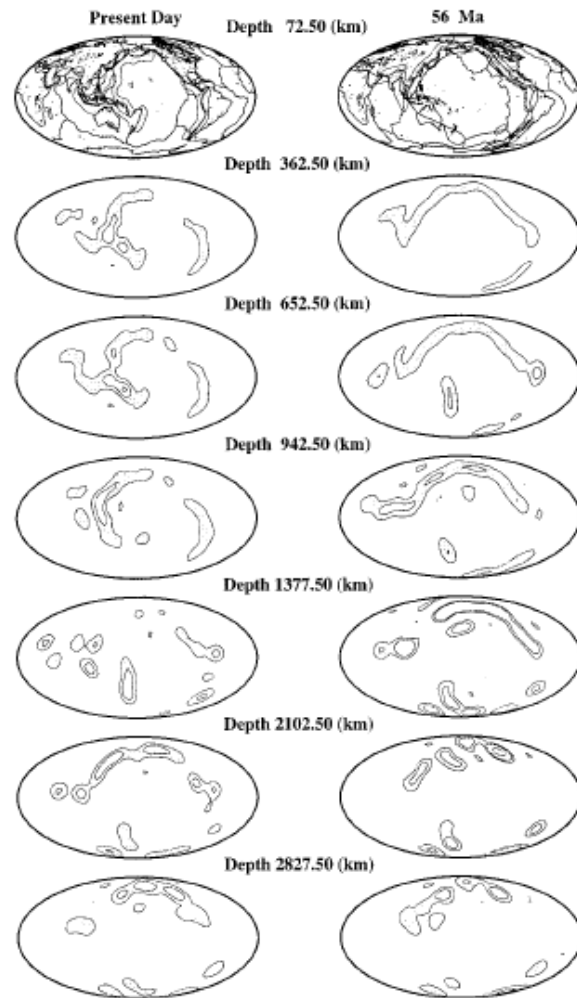 Present Day
56 Ma
Depth 72.50 (km)
Depth 362.50 (km)
Depth 652.50 (km)
Depth 942.50 (km)
Depth 1377.50 (km)
Depth 2102.50 (km)
Depth 2827.50 (km)